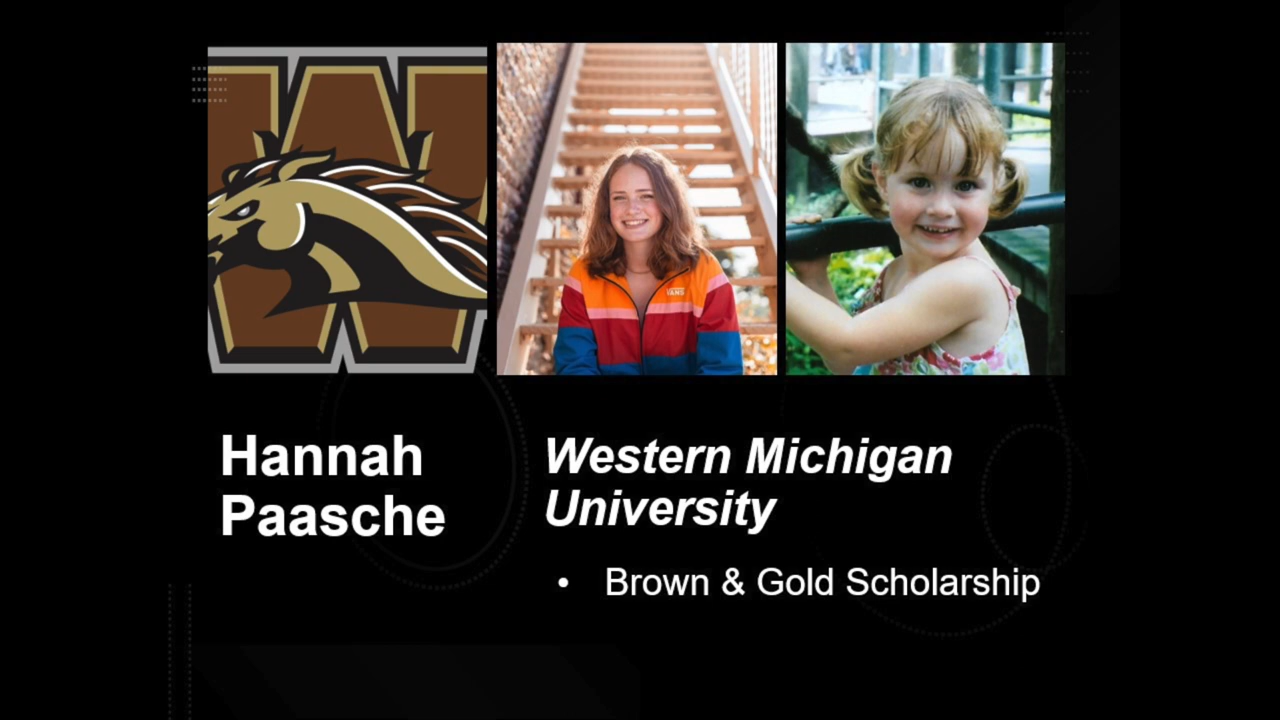 VANS
Hannah
Paasche
Western Michigan
University
• Brown & Gold Scholarship